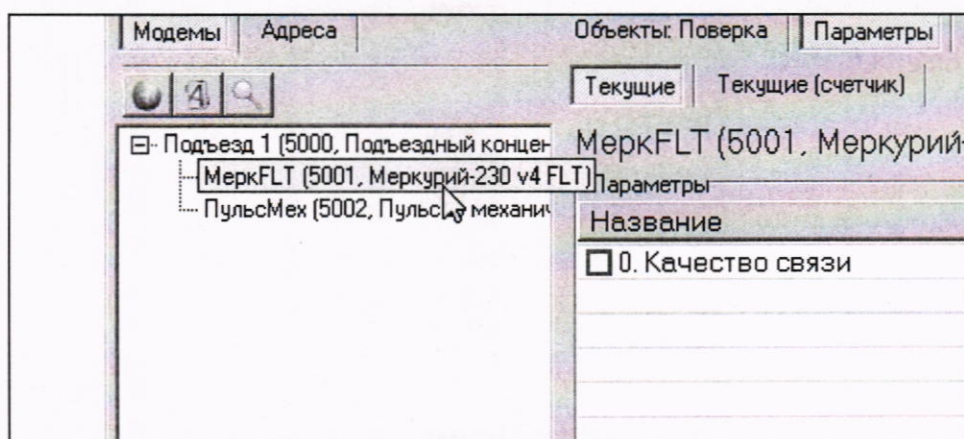 Модемы Адреса
Объекты: Поверка Параметры
Текущие Текущие (счетчик)
Подъезд 1 (5000, Подъездный концен
МеркFLT (5001, Меркурий-230 v4 FLT)
ПульсМех (5002, Пульс механич
МеркFLT (5001, Меркурий-
Параметры
Название
0. Качество связи